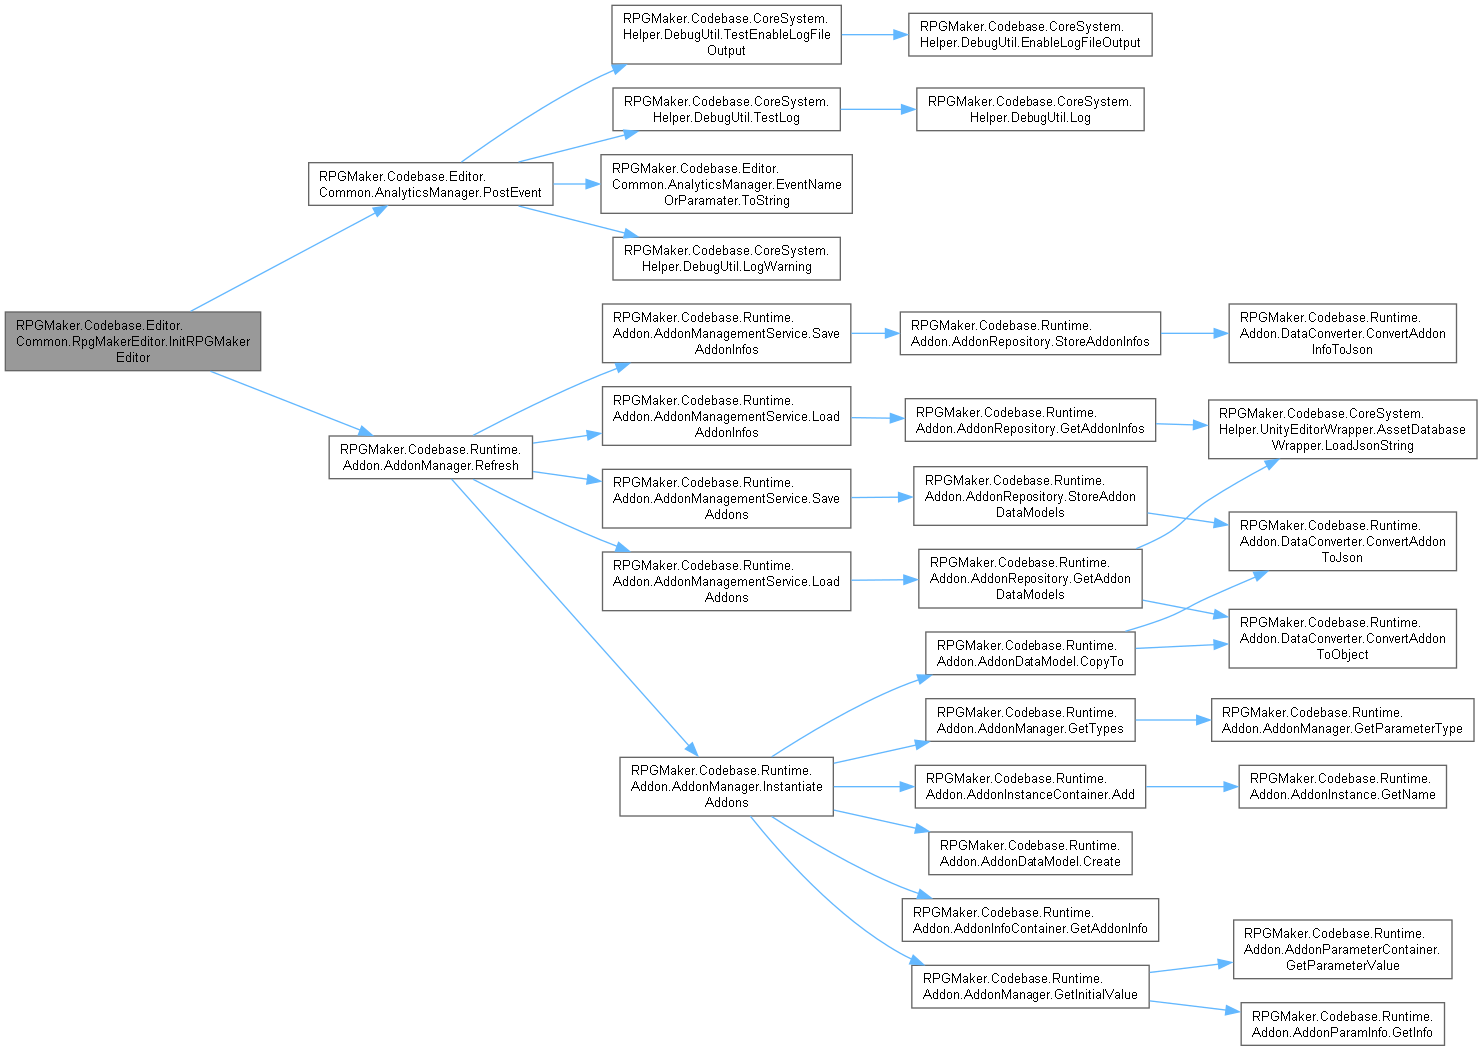 RPGMaker.Codebase.CoreSystem.
Helper.DebugUtil.TestEnableLogFile
Output
RPGMaker.Codebase.CoreSystem.
Helper.DebugUtil.EnableLogFileOutput
RPGMaker.Codebase.CoreSystem.
Helper.DebugUtil.TestLog
RPGMaker.Codebase.CoreSystem.
Helper.DebugUtil.Log
RPGMaker.Codebase.Editor.
Common.AnalyticsManager.PostEvent
RPGMaker.Codebase.Editor.
Common.AnalyticsManager.EventName
OrParamater.ToString
RPGMaker.Codebase.CoreSystem.
Helper.DebugUtil.LogWarning
RPGMaker.Codebase.Editor.
Common.RpgMakerEditor.InitRPGMaker
Editor
RPGMaker.Codebase.Runtime.
Addon.AddonManagementService.Save
AddonInfos
RPGMaker.Codebase.Runtime.
Addon.AddonRepository.StoreAddonInfos
RPGMaker.Codebase.Runtime.
Addon.DataConverter.ConvertAddon
InfoToJson
RPGMaker.Codebase.Runtime.
Addon.AddonManagementService.Load
AddonInfos
RPGMaker.Codebase.Runtime.
Addon.AddonRepository.GetAddonInfos
RPGMaker.Codebase.CoreSystem.
Helper.UnityEditorWrapper.AssetDatabase
Wrapper.LoadJsonString
RPGMaker.Codebase.Runtime.
Addon.AddonManager.Refresh
RPGMaker.Codebase.Runtime.
Addon.AddonManagementService.Save
Addons
RPGMaker.Codebase.Runtime.
Addon.AddonRepository.StoreAddon
DataModels
RPGMaker.Codebase.Runtime.
Addon.DataConverter.ConvertAddon
ToJson
RPGMaker.Codebase.Runtime.
Addon.AddonManagementService.Load
Addons
RPGMaker.Codebase.Runtime.
Addon.AddonRepository.GetAddon
DataModels
RPGMaker.Codebase.Runtime.
Addon.DataConverter.ConvertAddon
ToObject
RPGMaker.Codebase.Runtime.
Addon.AddonDataModel.CopyTo
RPGMaker.Codebase.Runtime.
Addon.AddonManager.GetTypes
RPGMaker.Codebase.Runtime.
Addon.AddonManager.GetParameterType
RPGMaker.Codebase.Runtime.
Addon.AddonManager.Instantiate
Addons
RPGMaker.Codebase.Runtime.
Addon.AddonInstanceContainer.Add
RPGMaker.Codebase.Runtime.
Addon.AddonInstance.GetName
RPGMaker.Codebase.Runtime.
Addon.AddonDataModel.Create
RPGMaker.Codebase.Runtime.
Addon.AddonInfoContainer.GetAddonInfo
RPGMaker.Codebase.Runtime.
Addon.AddonManager.GetInitialValue
RPGMaker.Codebase.Runtime.
Addon.AddonParameterContainer.
GetParameterValue
RPGMaker.Codebase.Runtime.
Addon.AddonParamInfo.GetInfo